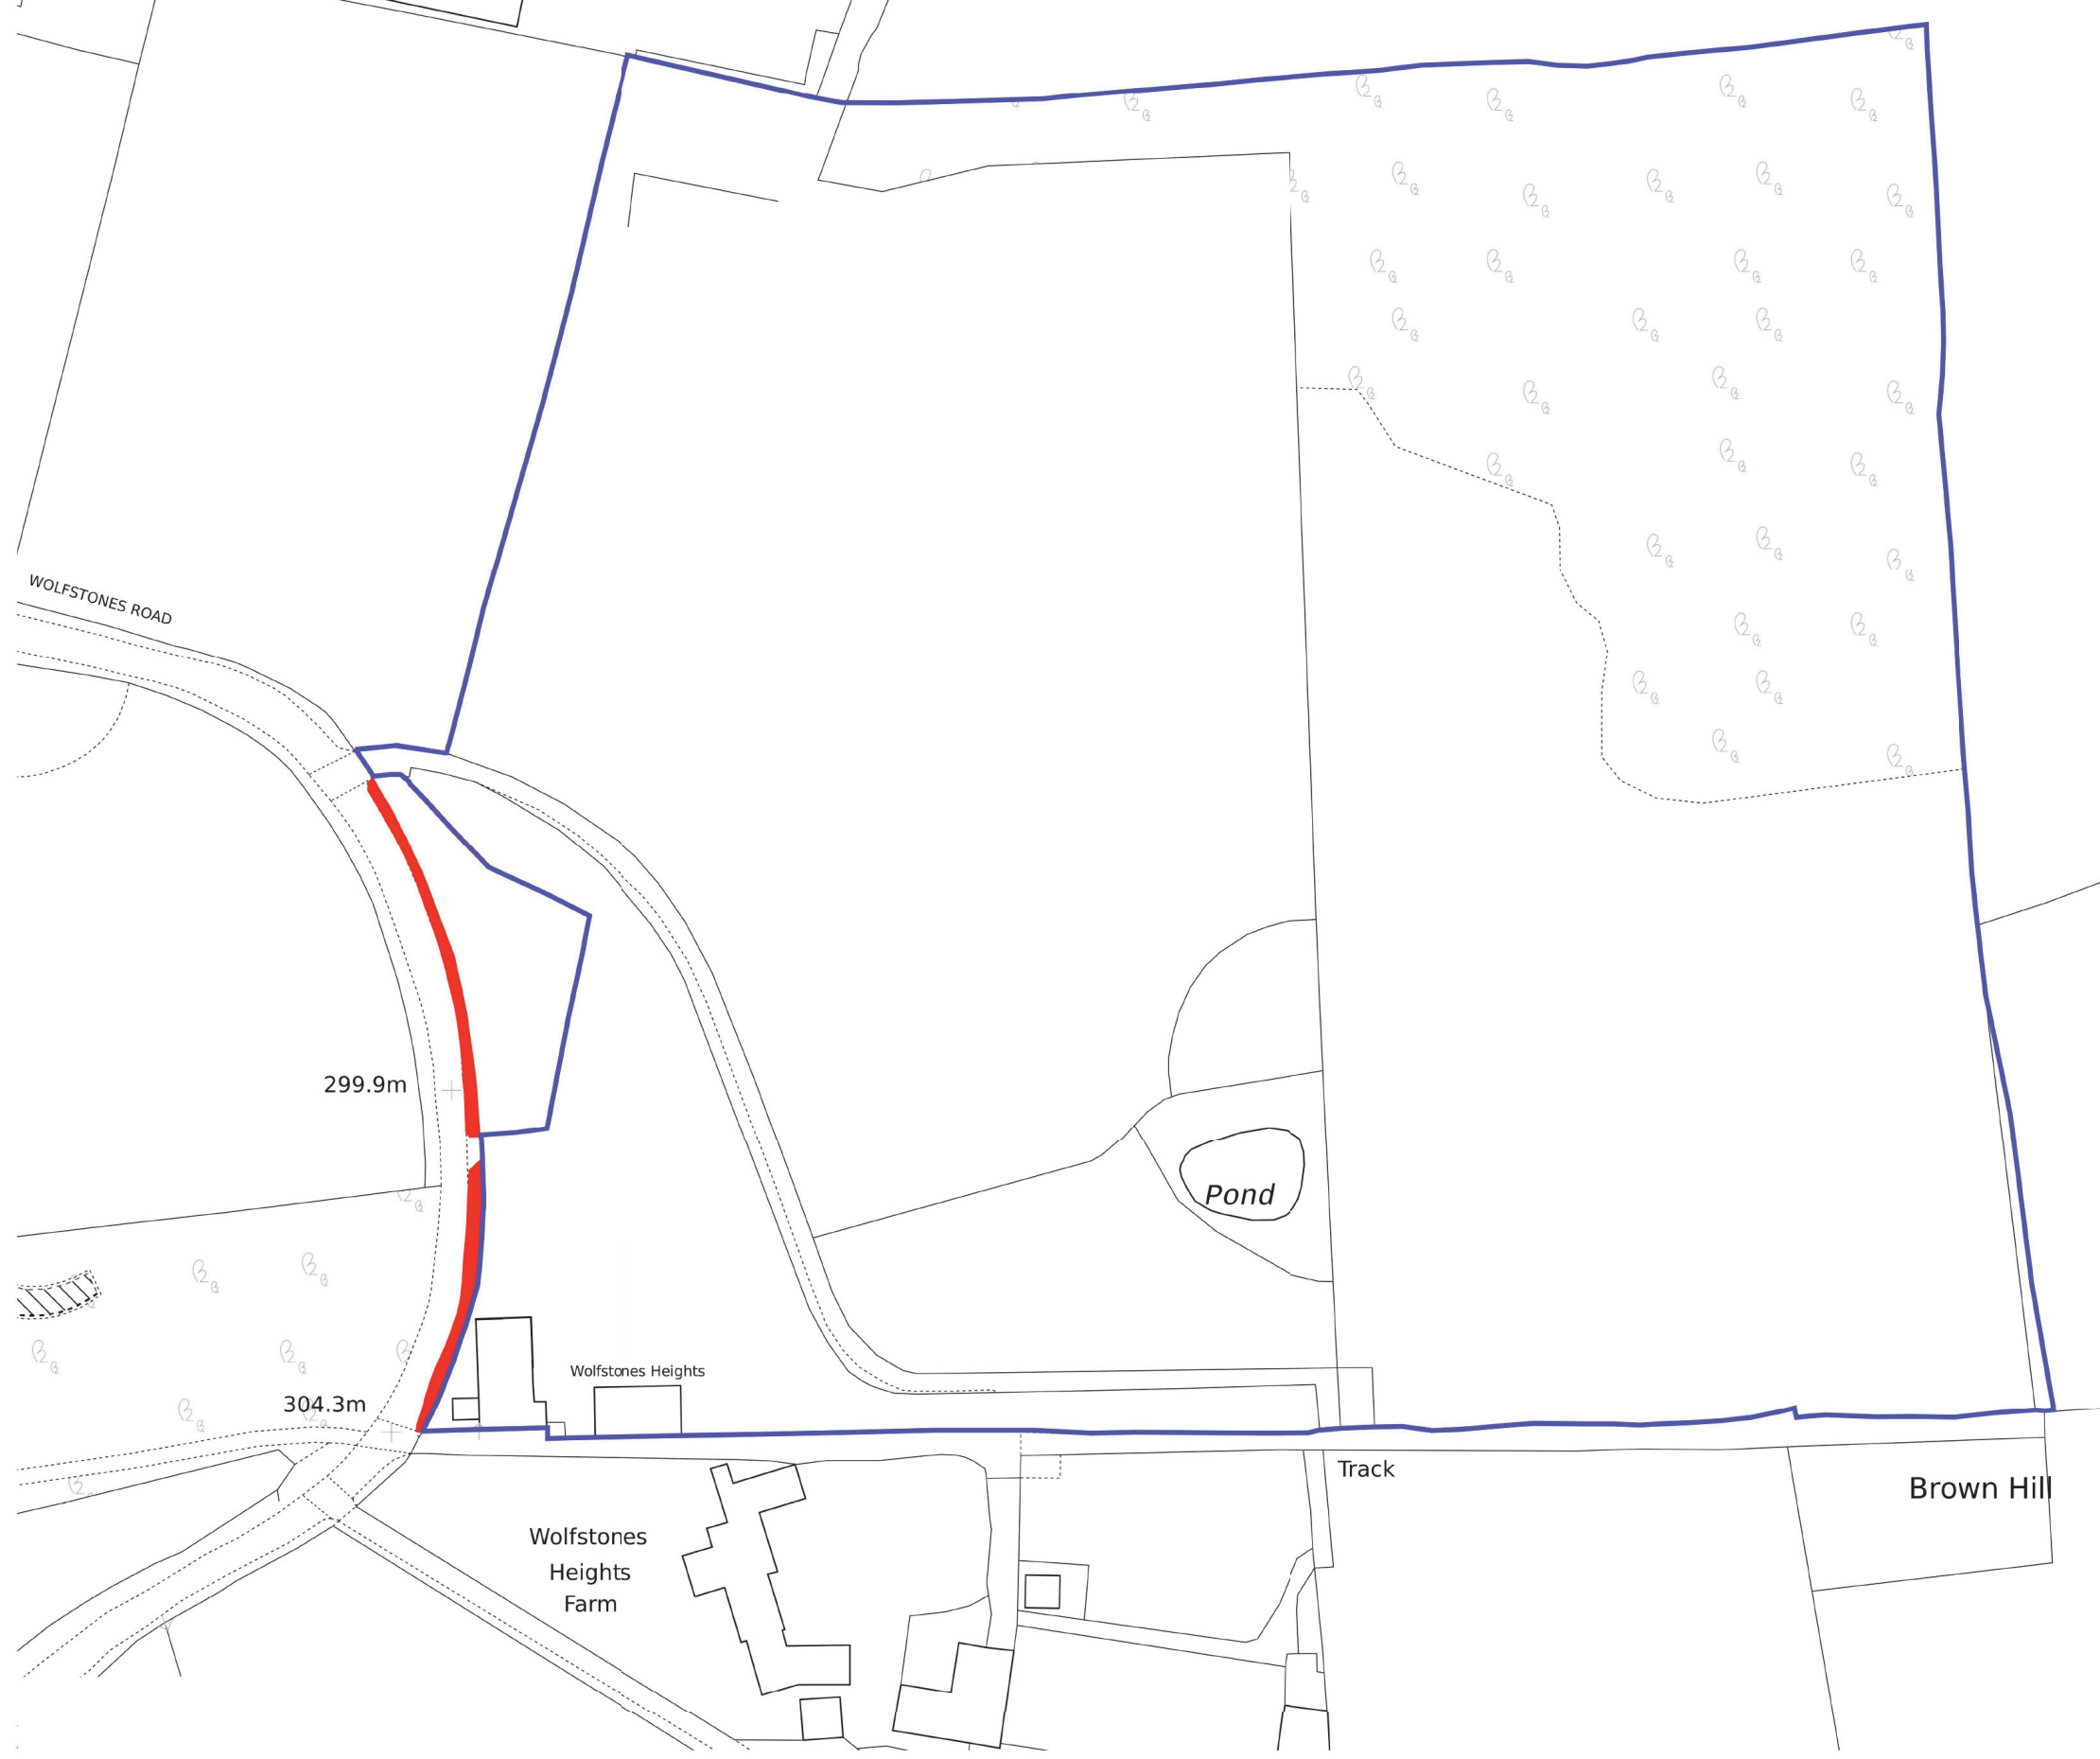 WOLFSTONES ROAD
299.9m
Pond
Wolfstones Heights
304.3m
Track
Brown Hill
Wolfstones
Heights
Farm